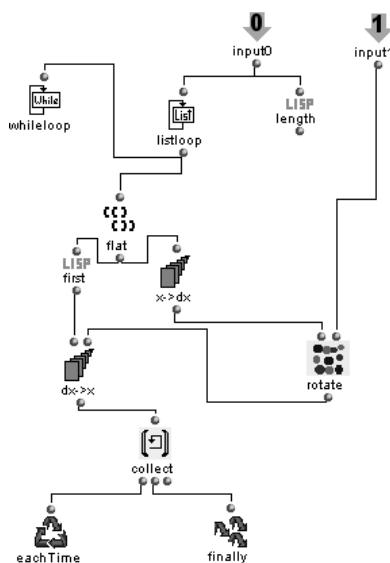 0
1
input0
input1
While
whileloop
List
listloop
LISP
length
flat
LISP
first
x->dx
dx->x
rotate
collect
eachTime
finally